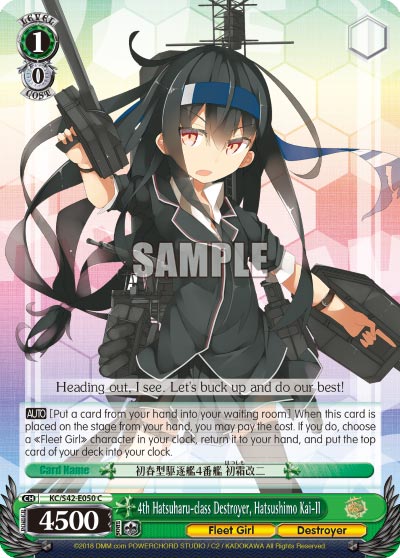 LEVEL
1
0
COST
SAMPLE
Heading out, I see. Let's buck up and do our best!
AUTO [Put a card from your hand into your waiting room] When this card is
placed on the stage from your hand, you may pay the cost. If you do, choose
a «Fleet Girl» character in your clock, return it to your hand, and put the top
card of your deck into your clock.
Card Name
初春型駆逐艦4番艦 初霜改二
CH KC/S42-E050 C
4th Hatsuharu-class Destroyer, Hatsushimo Kai-II
POWER 4500 SOUL
Fleet Girl Destroyer
©2016 DMM.com POWERCHORD STUDIO / C2 / KADOKAWA All Rights Reserved.